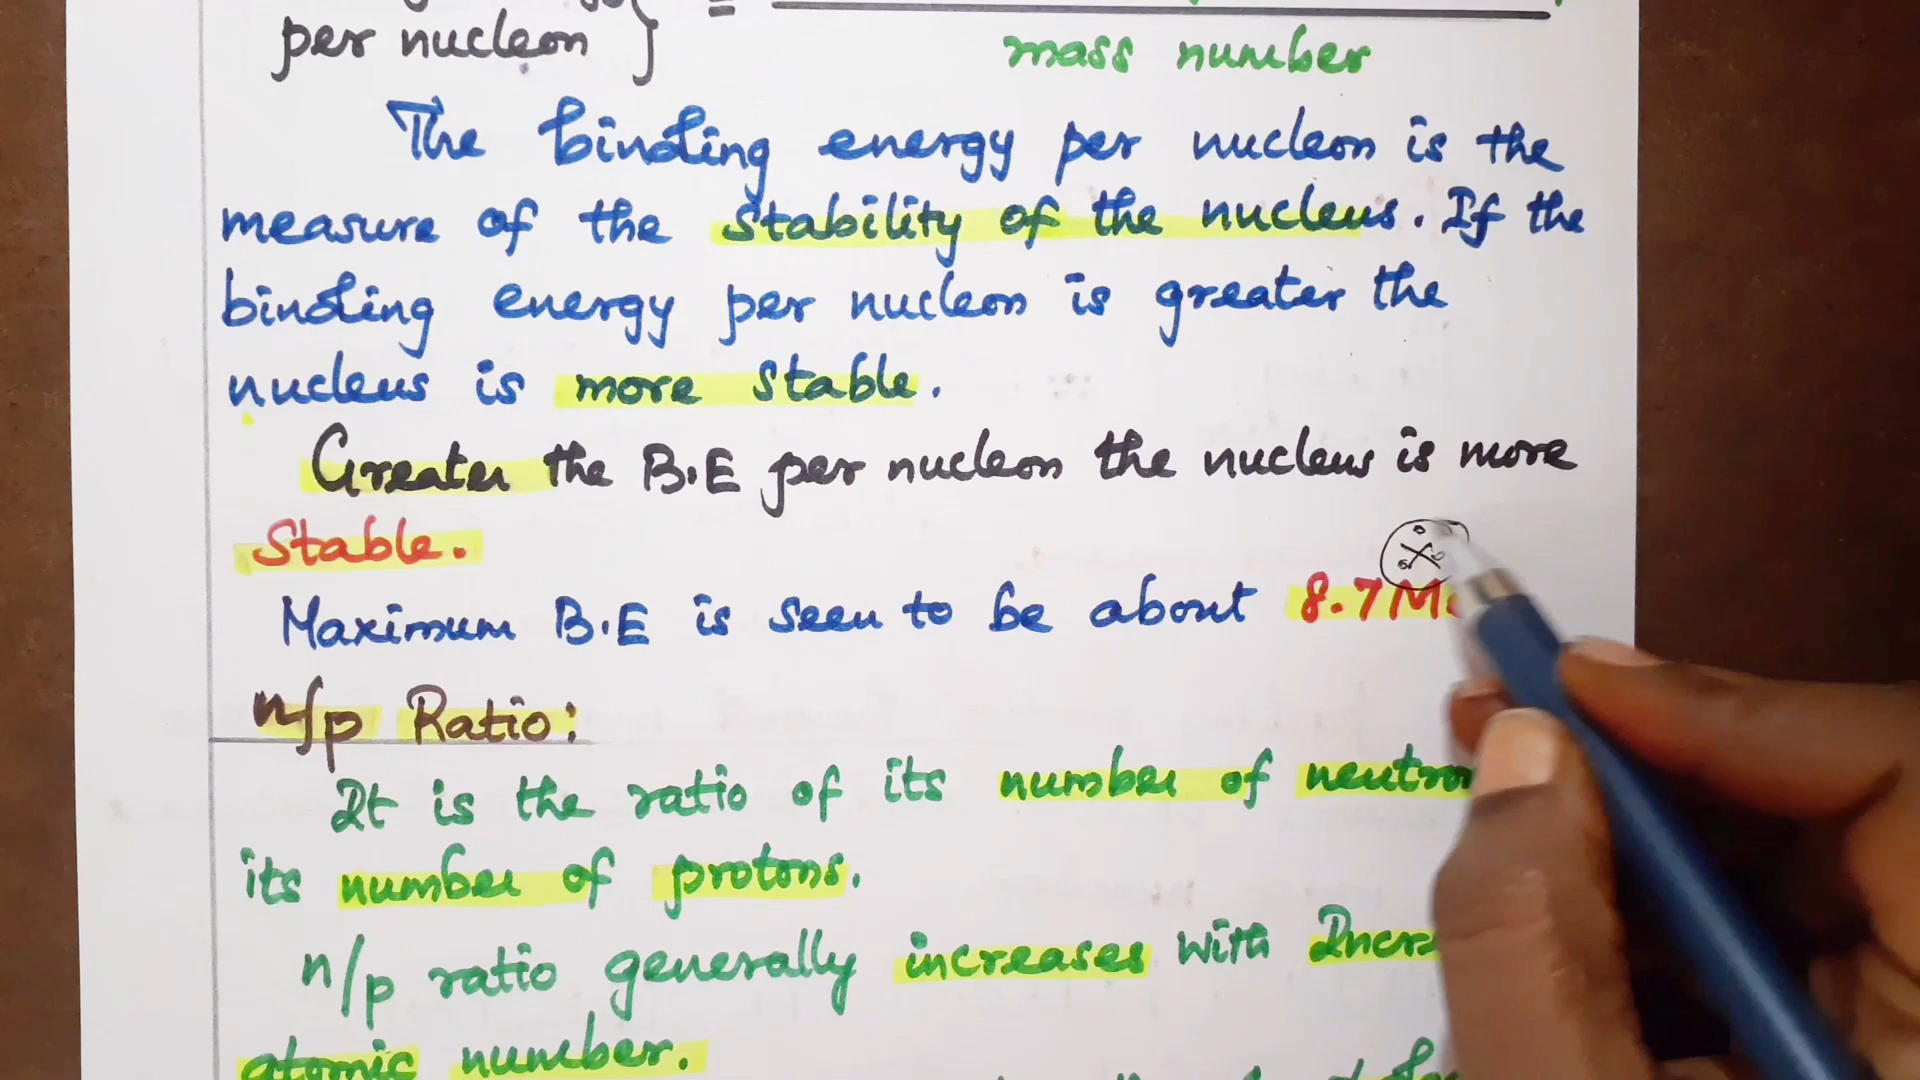 per nucleon } =
mass number
The binding energy per nucleon is the
measure of the stability of the nucleus. If the
binding energy per nucleon is greater the
nucleus is more stable.
Greater the B.E per nucleon the nucleus is more
Stable.
Maximum B.E is seen to be about 8.7 M
n/p Ratio:
It is the ratio of its number of neutron
its number of protons.
n/p ratio generally increases with Incr
atomic number.